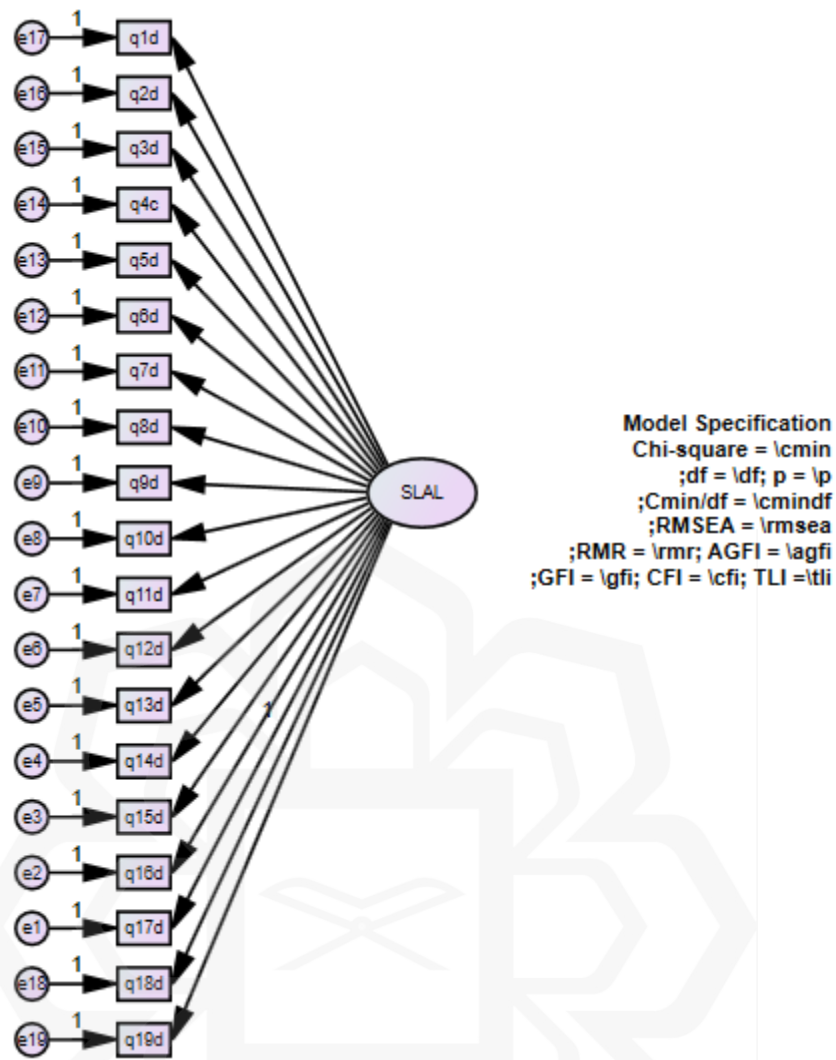 1
e17 q1d
1
e16 q2d
1
e15 q3d
1
e14 q4c
1
e13 q5d
1
e12 q6d
1
e11 q7d
1
e10 q8d
1
e9 q9d
SLAL
1
e8 q10d
1
e7 q11d
1
e6 q12d
1
e5 q13d
1
1
e4 q14d
1
e3 q15d
1
e2 q16d
1
e1 q17d
1
e18 q18d
1
e19 q19d
Model Specification
Chi-square = \cmin
;df = \df; p = \p
;Cmin/df = \cmindf
;RMSEA = \rmsea
;RMR = \rmr; AGFI = \agfi
;GFI = \gfi; CFI = \cfi; TLI =\tli